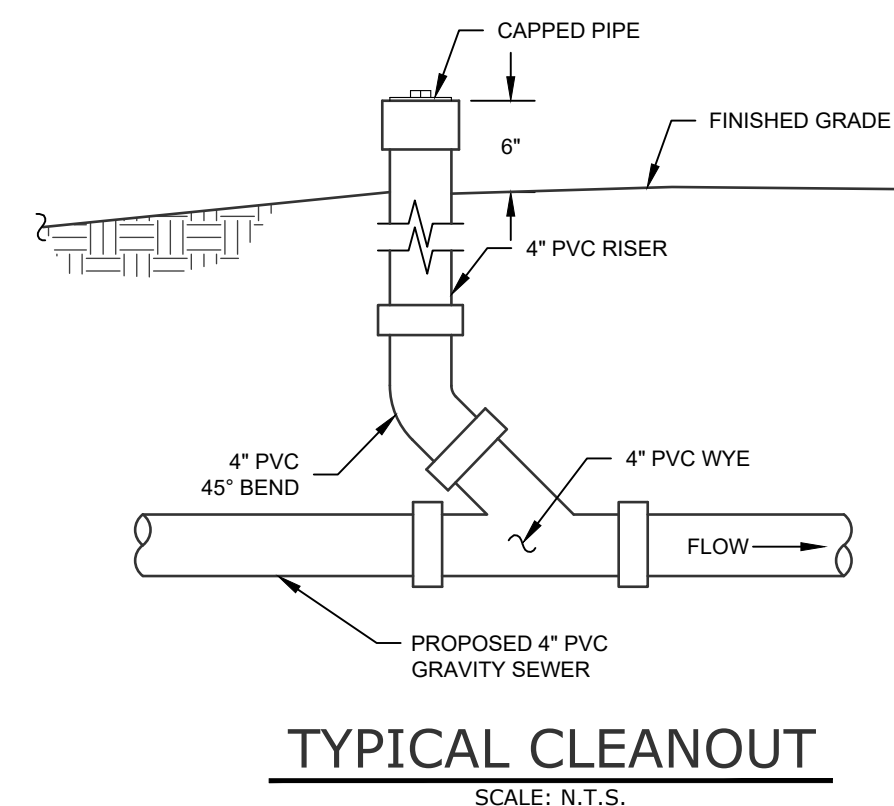 CAPPED PIPE
FINISHED GRADE
6"
4" PVC RISER
4" PVC
45° BEND
4" PVC WYE
FLOW
PROPOSED 4" PVC
GRAVITY SEWER
TYPICAL CLEANOUT
SCALE: N.T.S.